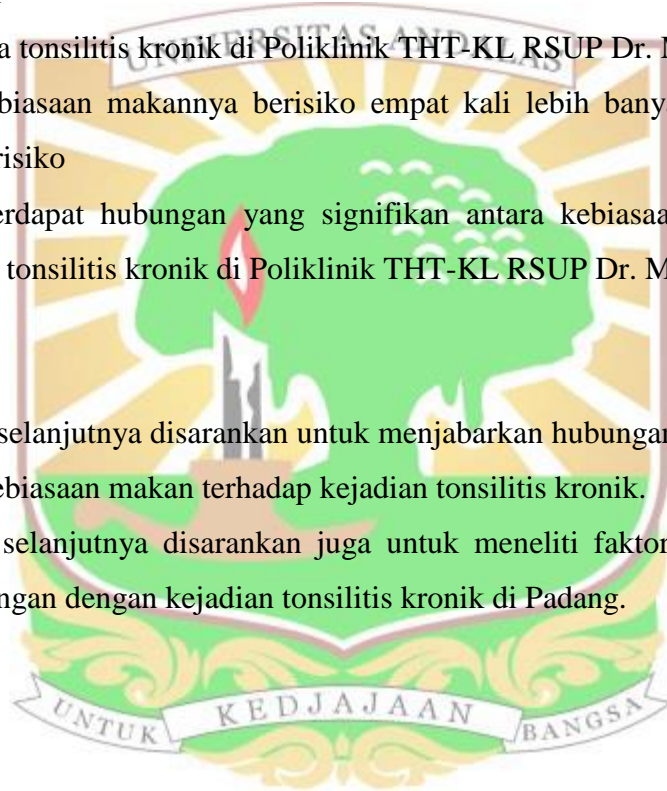 UNIVERSITAS ANDALAS
a tonsilitis kronik di Poliklinik THT-KL RSUP Dr. M
biasaan makannya berisiko empat kali lebih bany
risiko
erdapat hubungan yang signifikan antara kebiasaa
tonsilitis kronik di Poliklinik THT-KL RSUP Dr. M
selanjutnya disarankan untuk menjabarkan hubungan
ebiasaan makan terhadap kejadian tonsilitis kronik.
selanjutnya disarankan juga untuk meneliti faktor
ngan dengan kejadian tonsilitis kronik di Padang.
UNTUK KEDJAJAAN BANGSA